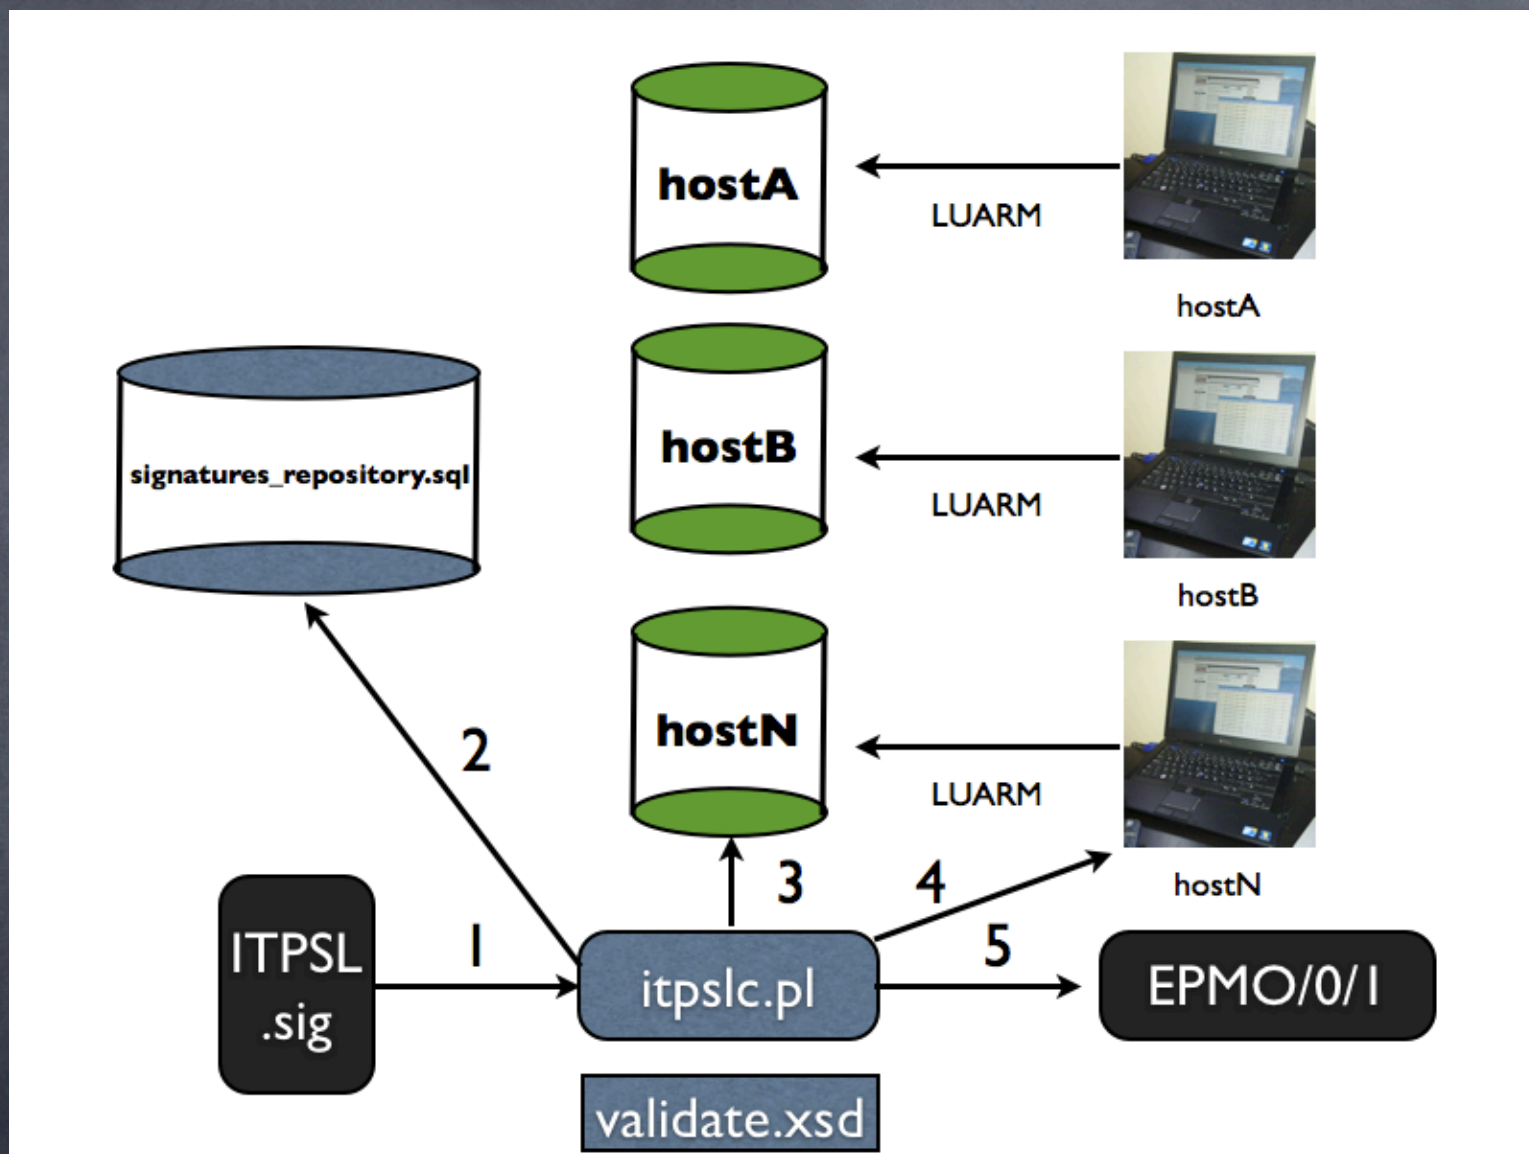 hostA
LUARM
hostA
hostB
LUARM
hostB
signatures_repository.sql
hostN
LUARM
hostN
2
3
4
1
5
ITPSL
.sig
itpslc.pl
EPMO/0/1
validate.xsd